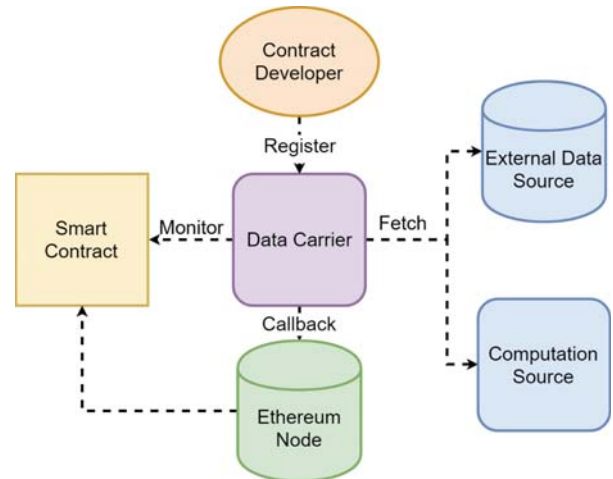 Contract
Developer
Register
External Data
Source
Smart
Contract
Monitor
Data Carrier
Fetch
Callback
Computation
Source
Ethereum
Node